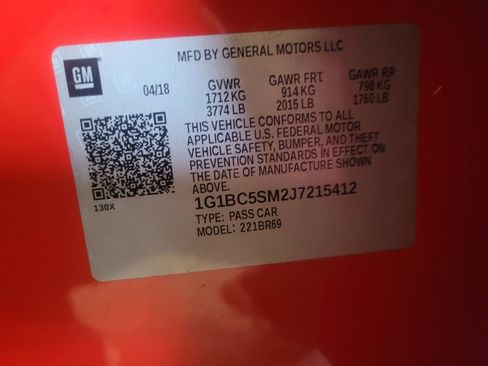 MFD BY GENERAL MOTORS LLC
GM
04/18 GVWR GAWR FRT GAWR RR
1712 KG 914 KG 798 KG
3774 LB 2015 LB 1760 LB
THIS VEHICLE CONFORMS TO ALL
APPLICABLE U.S. FEDERAL MOTOR
VEHICLE SAFETY, BUMPER, AND THEFT
PREVENTION STANDARDS IN EFFECT ON
THE DATE OF MANUFACTURE SHOWN
ABOVE.
130X
1G1BC5SM2J7215412
TYPE: PASS CAR
MODEL: 221BR69